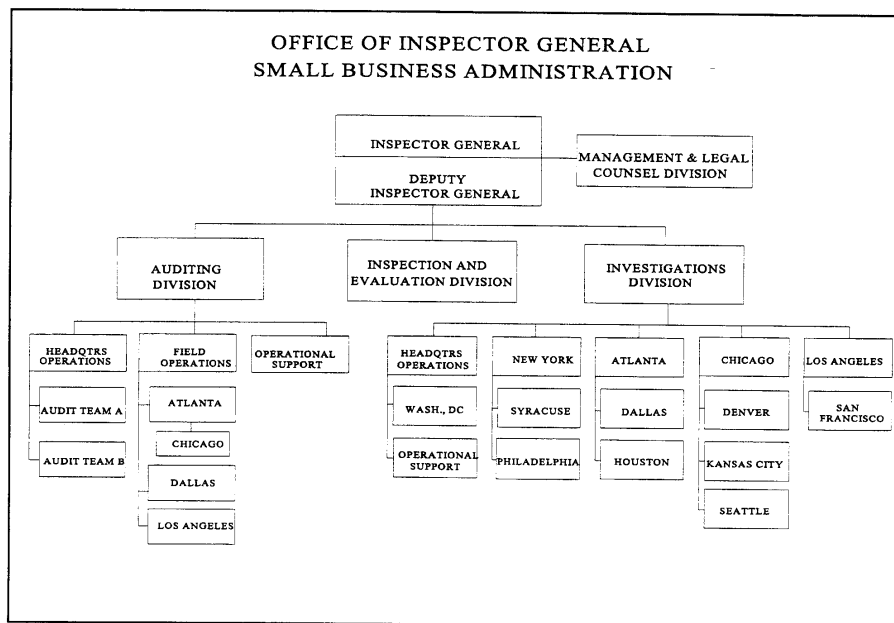 OFFICE OF INSPECTOR GENERAL
SMALL BUSINESS ADMINISTRATION
INSPECTOR GENERAL
DEPUTY
INSPECTOR GENERAL
MANAGEMENT & LEGAL
COUNSEL DIVISION
AUDITING
DIVISION
INSPECTION AND
EVALUATION DIVISION
INVESTIGATIONS
DIVISION
HEADQTRS
OPERATIONS
AUDIT TEAM A
AUDIT TEAM B
FIELD
OPERATIONS
ATLANTA
CHICAGO
DALLAS
LOS ANGELES
OPERATIONAL
SUPPORT
HEADQTRS
OPERATIONS
WASH., DC
OPERATIONAL
SUPPORT
NEW YORK
SYRACUSE
PHILADELPHIA
ATLANTA
DALLAS
HOUSTON
CHICAGO
DENVER
KANSAS CITY
SEATTLE
LOS ANGELES
SAN
FRANCISCO